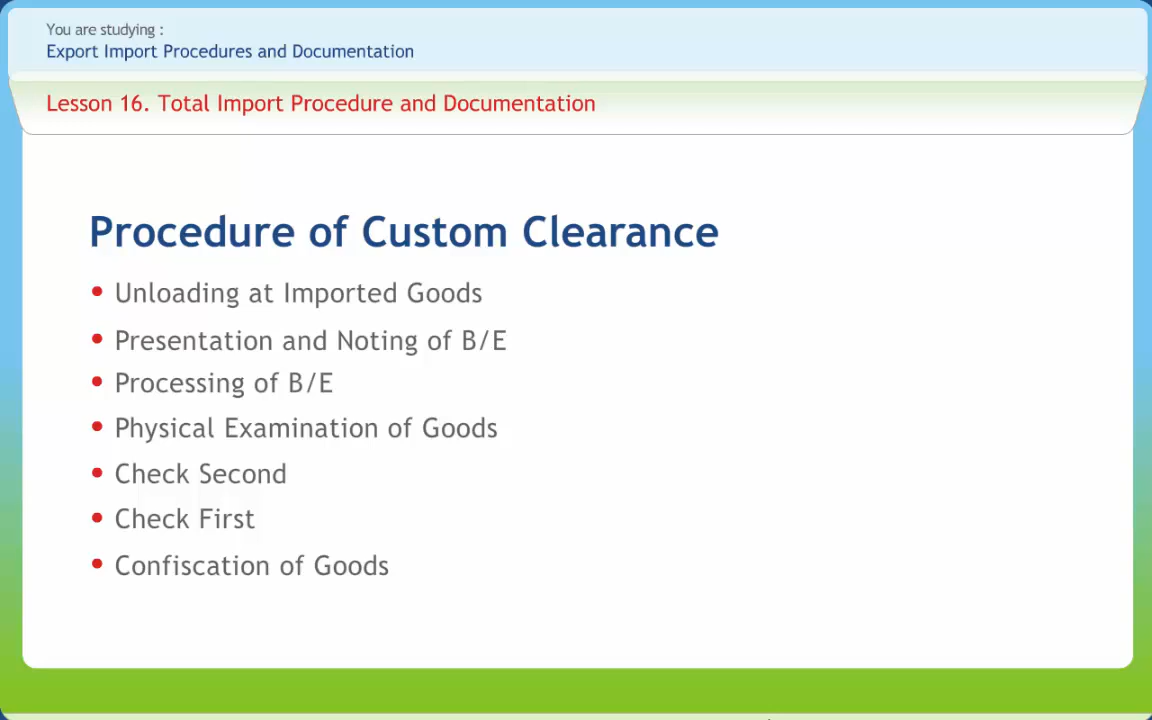 You are studying :
Export Import Procedures and Documentation
Lesson 16. Total Import Procedure and Documentation
Procedure of Custom Clearance
• Unloading at Imported Goods
• Presentation and Noting of B/E
• Processing of B/E
• Physical Examination of Goods
• Check Second
• Check First
• Confiscation of Goods